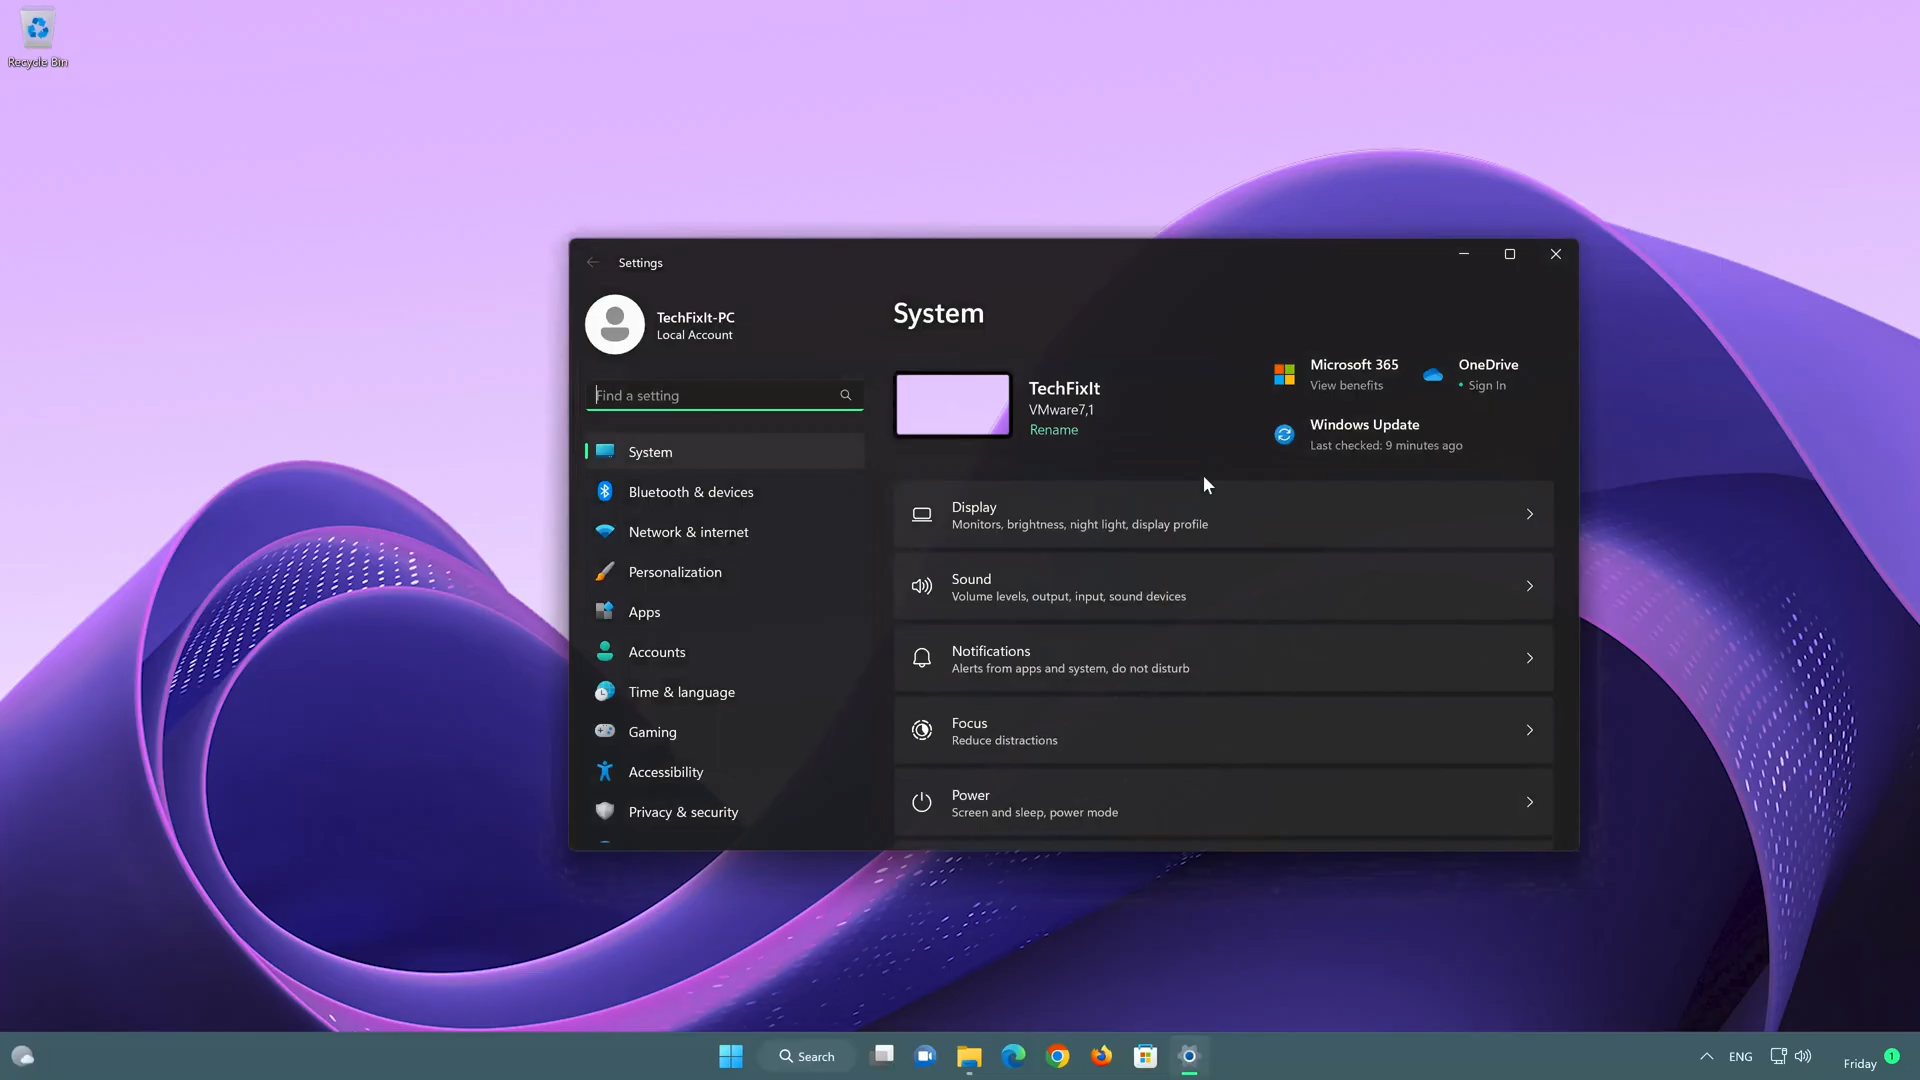 Recycle Bin
Settings
TechFixIt-PC
Local Account
Find a setting
System
Bluetooth & devices
Network & internet
Personalization
Apps
Accounts
Time & language
Gaming
Accessibility
Privacy & security
System
TechFixIt
VMware7,1
Rename
Microsoft 365
View benefits
OneDrive
• Sign In
Windows Update
Last checked: 9 minutes ago
Display
Monitors, brightness, night light, display profile
Sound
Volume levels, output, input, sound devices
Notifications
Alerts from apps and system, do not disturb
Focus
Reduce distractions
Power
Screen and sleep, power mode
Search
ENG
Friday
1